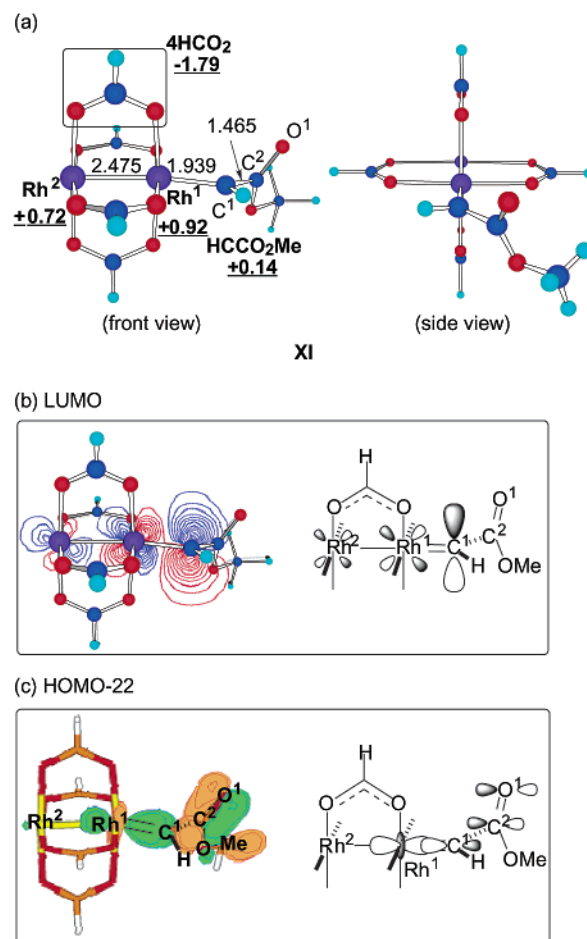 (a)
4HCO₂
-1.79
1.465
O¹
2.475
1.939
C²
Rh²
Rh¹
C¹
+0.72
+0.92
HCCO₂Me
+0.14
(front view)
(side view)
XI
(b) LUMO
H
O
O
O¹
Rh²
Rh¹
C¹
C²
H
OMe
(c) HOMO-22
O¹
Rh²
Rh¹
C¹
C²
H
O
Me
H
O
O
O¹
Rh²
C¹
C²
H
OMe
Rh¹